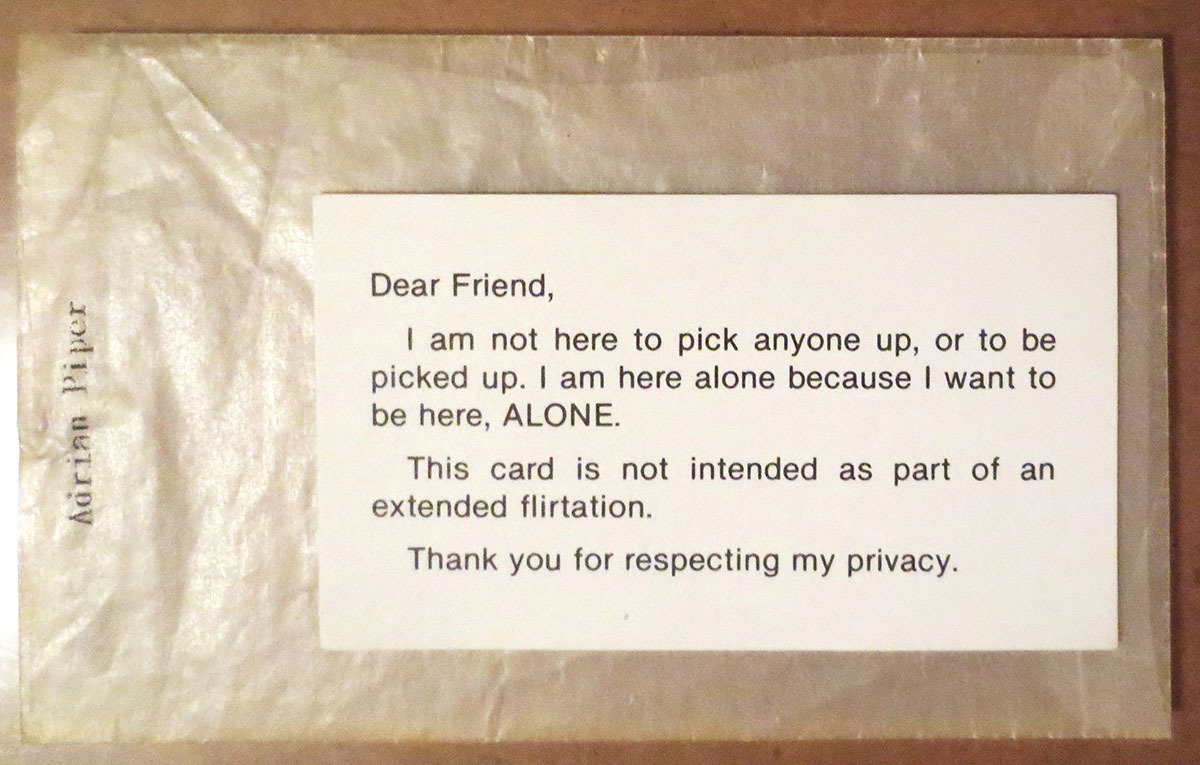 Adrian Piper
Dear Friend,
I am not here to pick anyone up, or to be
picked up. I am here alone because I want to
be here, ALONE.
This card is not intended as part of an
extended flirtation.
Thank you for respecting my privacy.